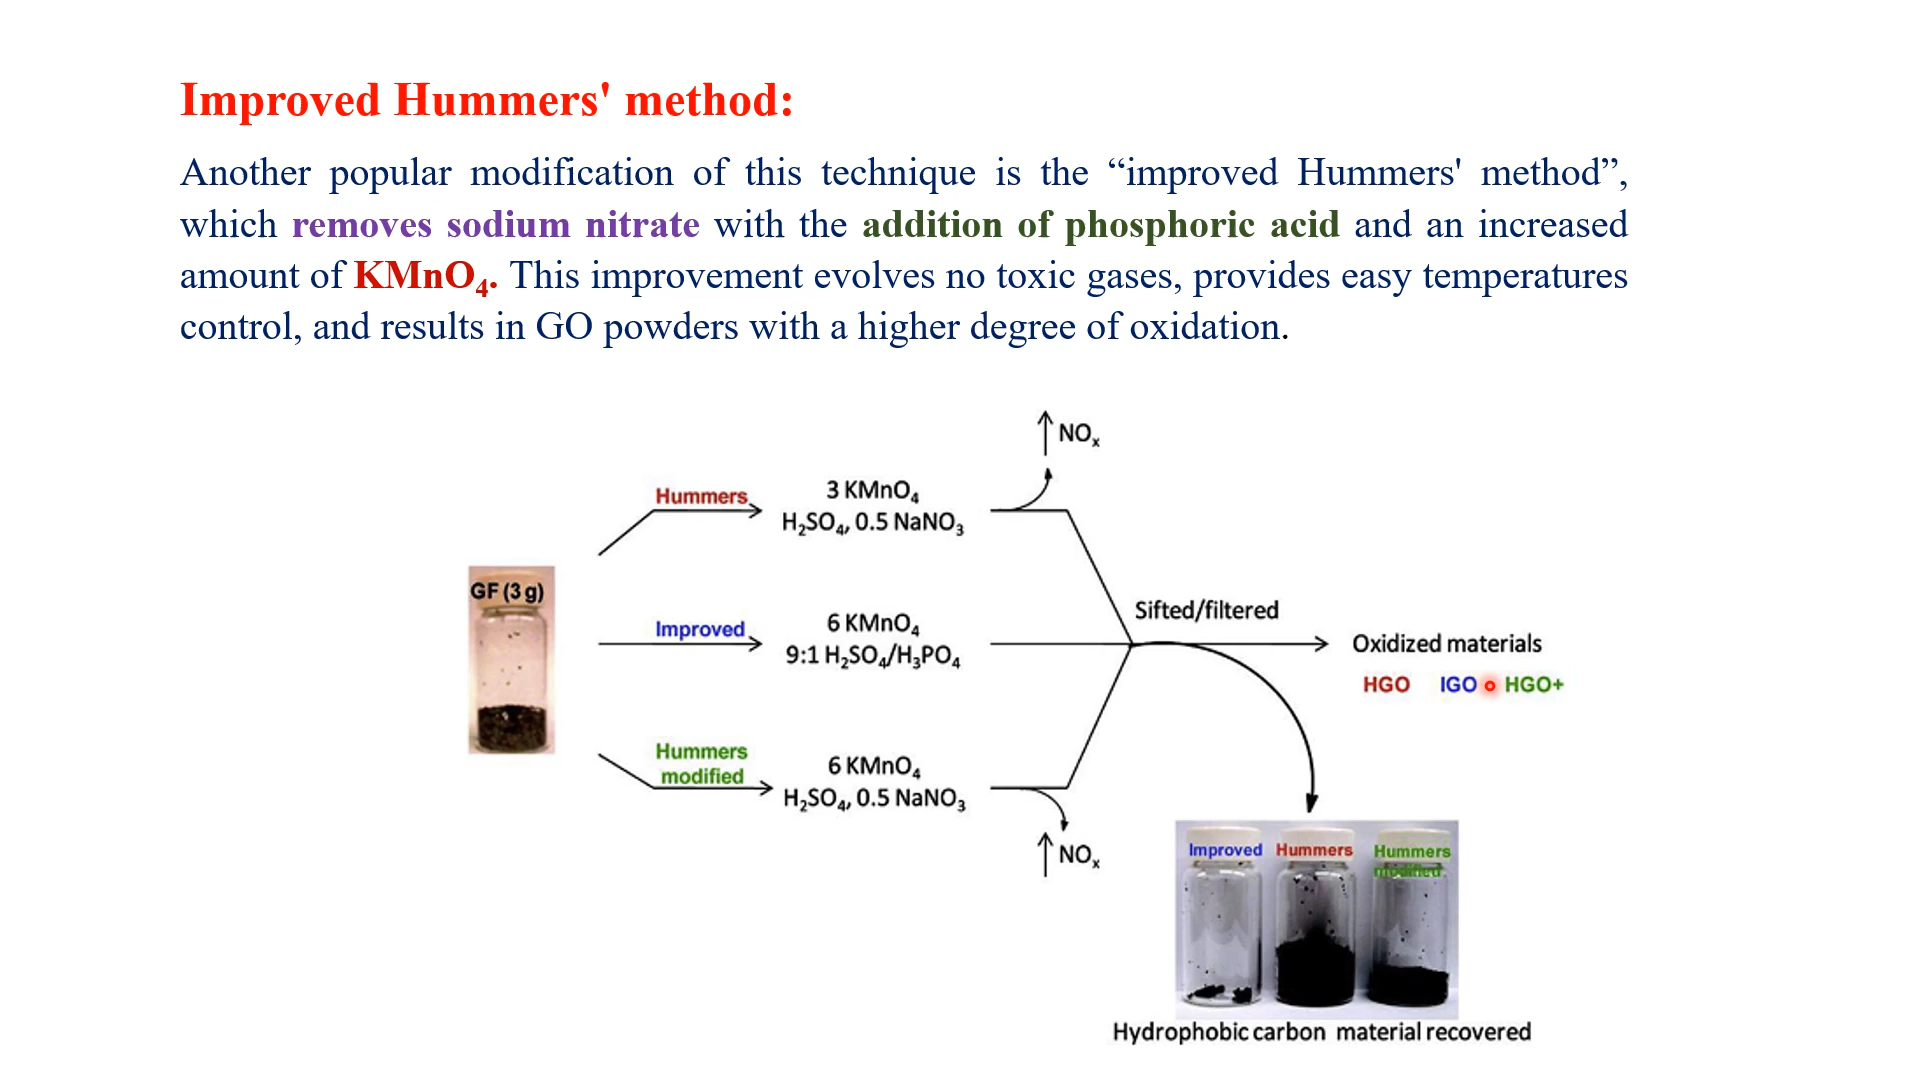 Improved Hummers' method:
Another popular modification of this technique is the “improved Hummers' method”,
which removes sodium nitrate with the addition of phosphoric acid and an increased
amount of KMnO₄. This improvement evolves no toxic gases, provides easy temperatures
control, and results in GO powders with a higher degree of oxidation.
NOₓ
Hummers
3 KMnO₄
H₂SO₄, 0.5 NaNO₃
GF (3 g)
Improved
6 KMnO₄
9:1 H₂SO₄/H₃PO₄
Sifted/filtered
Oxidized materials
HGO IGO HGO+
Hummers
modified
6 KMnO₄
H₂SO₄, 0.5 NaNO₃
NOₓ
Improved Hummers Hummers
modified
Hydrophobic carbon material recovered